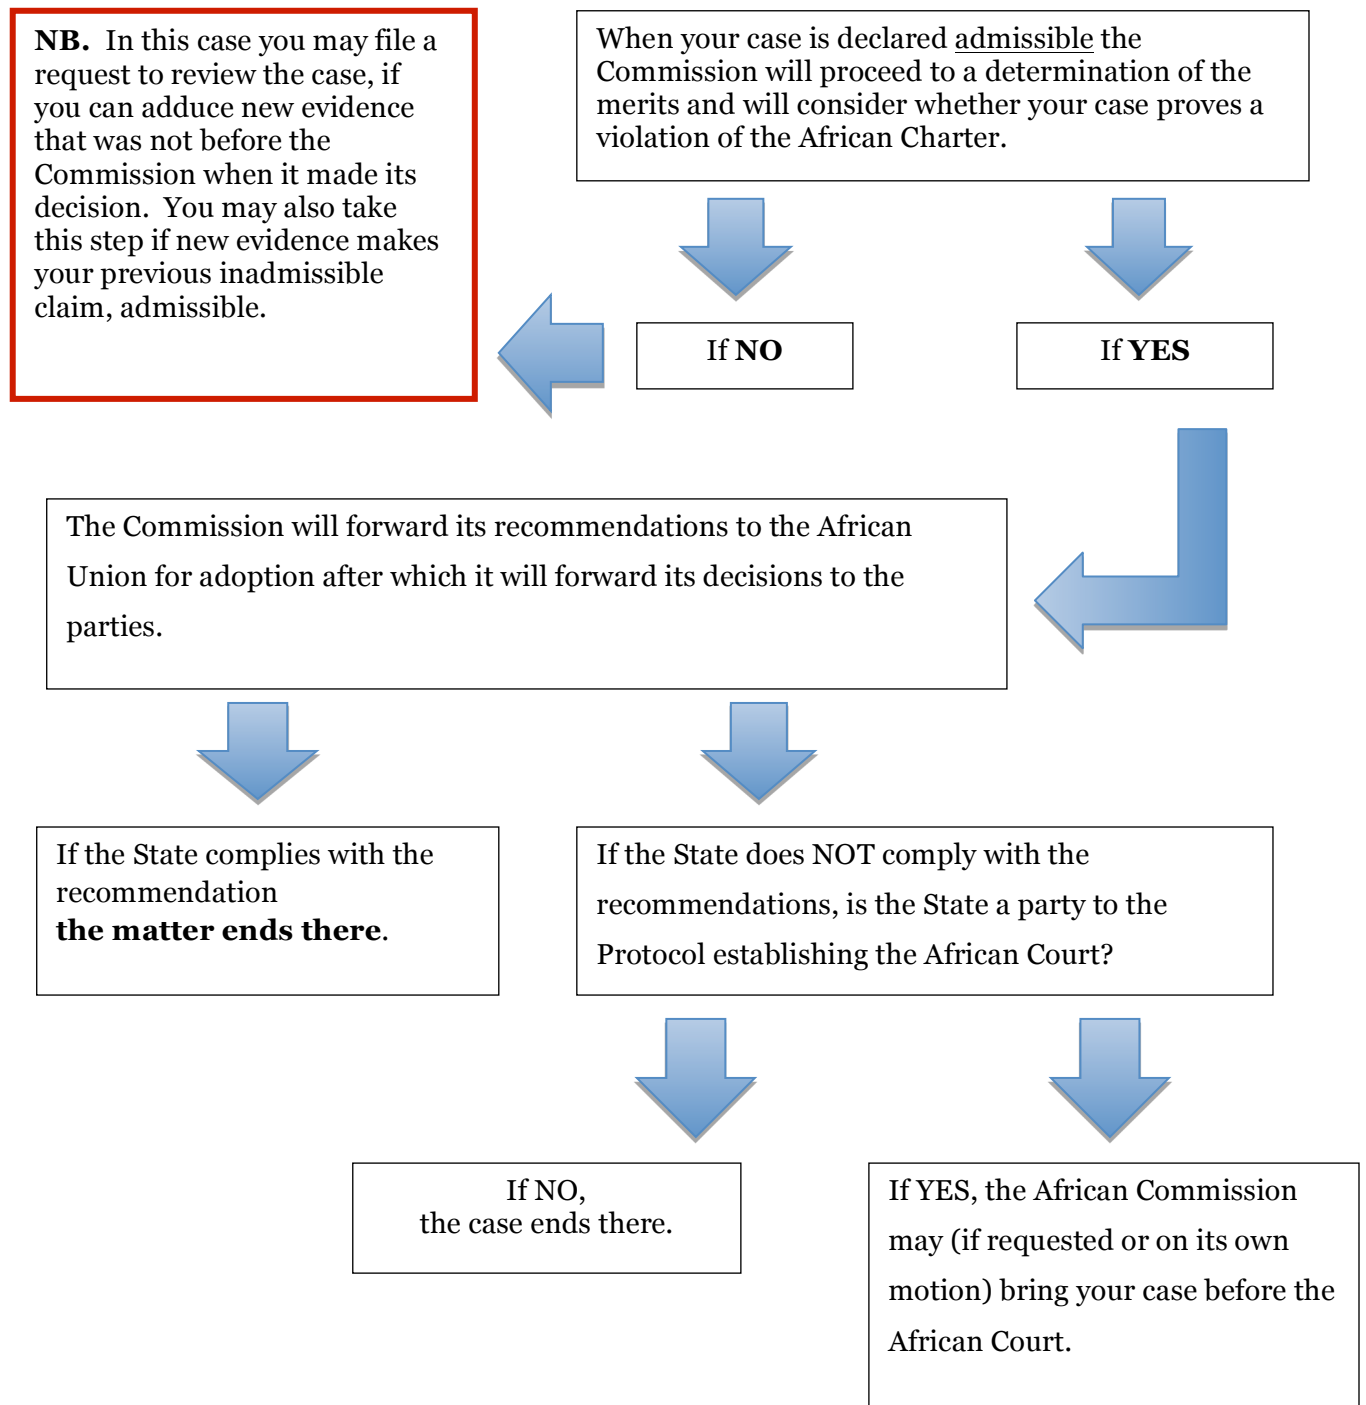 NB. In this case you may file a
request to review the case, if
you can adduce new evidence
that was not before the
Commission when it made its
decision. You may also take
this step if new evidence makes
your previous inadmissible
claim, admissible.
When your case is declared admissible the
Commission will proceed to a determination of the
merits and will consider whether your case proves a
violation of the African Charter.
If NO
If YES
The Commission will forward its recommendations to the African
Union for adoption after which it will forward its decisions to the
parties.
If the State complies with the
recommendation
the matter ends there.
If the State does NOT comply with the
recommendations, is the State a party to the
Protocol establishing the African Court?
If NO,
the case ends there.
If YES, the African Commission
may (if requested or on its own
motion) bring your case before the
African Court.